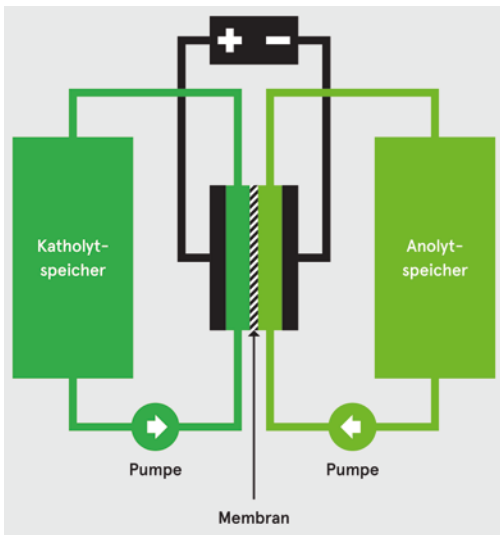 + −
Katholyt-
speicher
Anolyt-
speicher
Pumpe
Pumpe
Membran